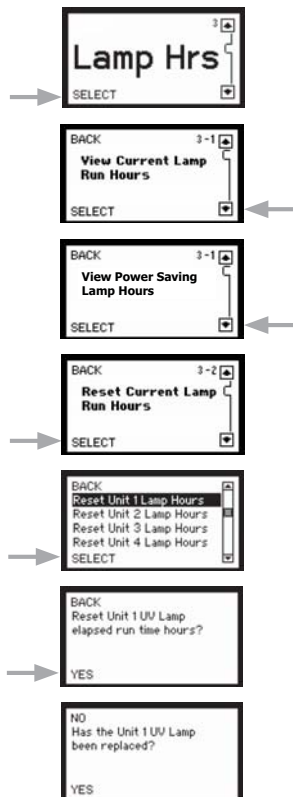 3
Lamp Hrs
SELECT
BACK 3-1
View Current Lamp
Run Hours
SELECT
BACK 3-1
View Power Saving
Lamp Hours
SELECT
BACK 3-2
Reset Current Lamp
Run Hours
SELECT
BACK
Reset Unit 1 Lamp Hours
Reset Unit 2 Lamp Hours
Reset Unit 3 Lamp Hours
Reset Unit 4 Lamp Hours
SELECT
BACK
Reset Unit 1 UV Lamp
elapsed run time hours?
YES
NO
Has the Unit 1 UV Lamp
been replaced?
YES